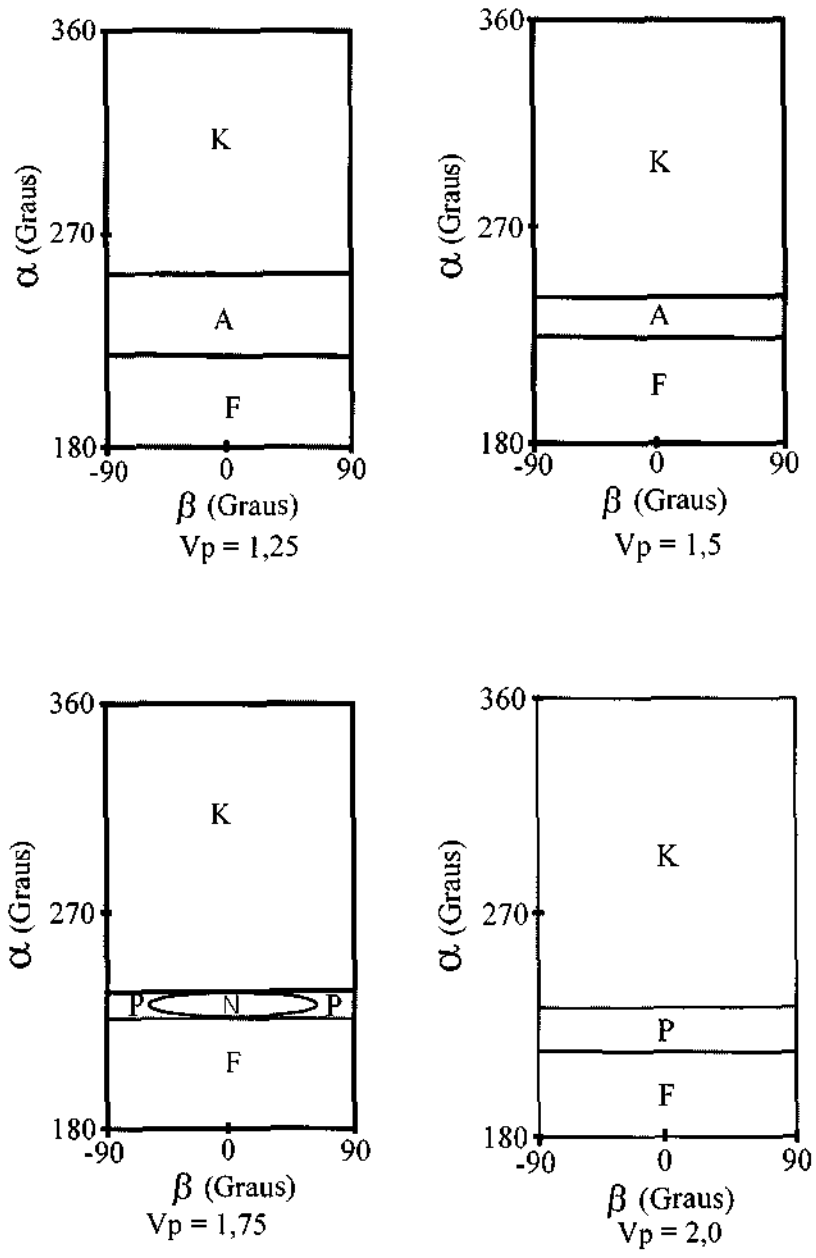 360
K
α (Graus)
270
A
F
180
-90
0
90
β (Graus)
Vp = 1,25
360
K
α (Graus)
270
A
F
180
-90
0
90
β (Graus)
Vp = 1,5
360
K
α (Graus)
270
P
N
P
F
180
-90
0
90
β (Graus)
Vp = 1,75
360
K
α (Graus)
270
P
F
180
-90
0
90
β (Graus)
Vp = 2,0